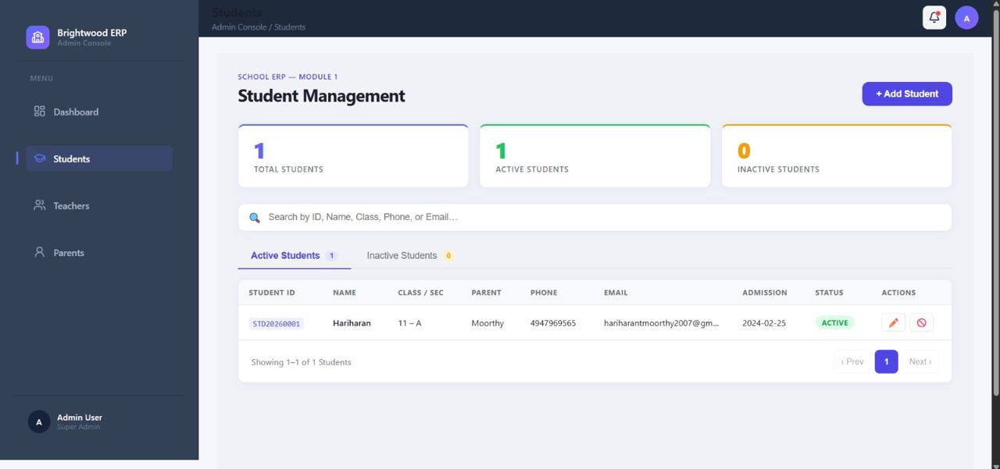 Brightwood ERP
Admin Console
MENU
Dashboard
Students
Teachers
Parents
A
Admin User
Super Admin
Students
Admin Console / Students
A
SCHOOL ERP — MODULE 1
Student Management
+ Add Student
1
TOTAL STUDENTS
1
ACTIVE STUDENTS
0
INACTIVE STUDENTS
Search by ID, Name, Class, Phone, or Email…
Active Students 1 Inactive Students 0
STUDENT ID NAME CLASS / SEC PARENT PHONE EMAIL ADMISSION STATUS ACTIONS
STD20260001 Hariharan 11 – A Moorthy 4947969565 hariharantmoorthy2007@gm... 2024-02-25 ACTIVE
Showing 1–1 of 1 Students ‹ Prev 1 Next ›